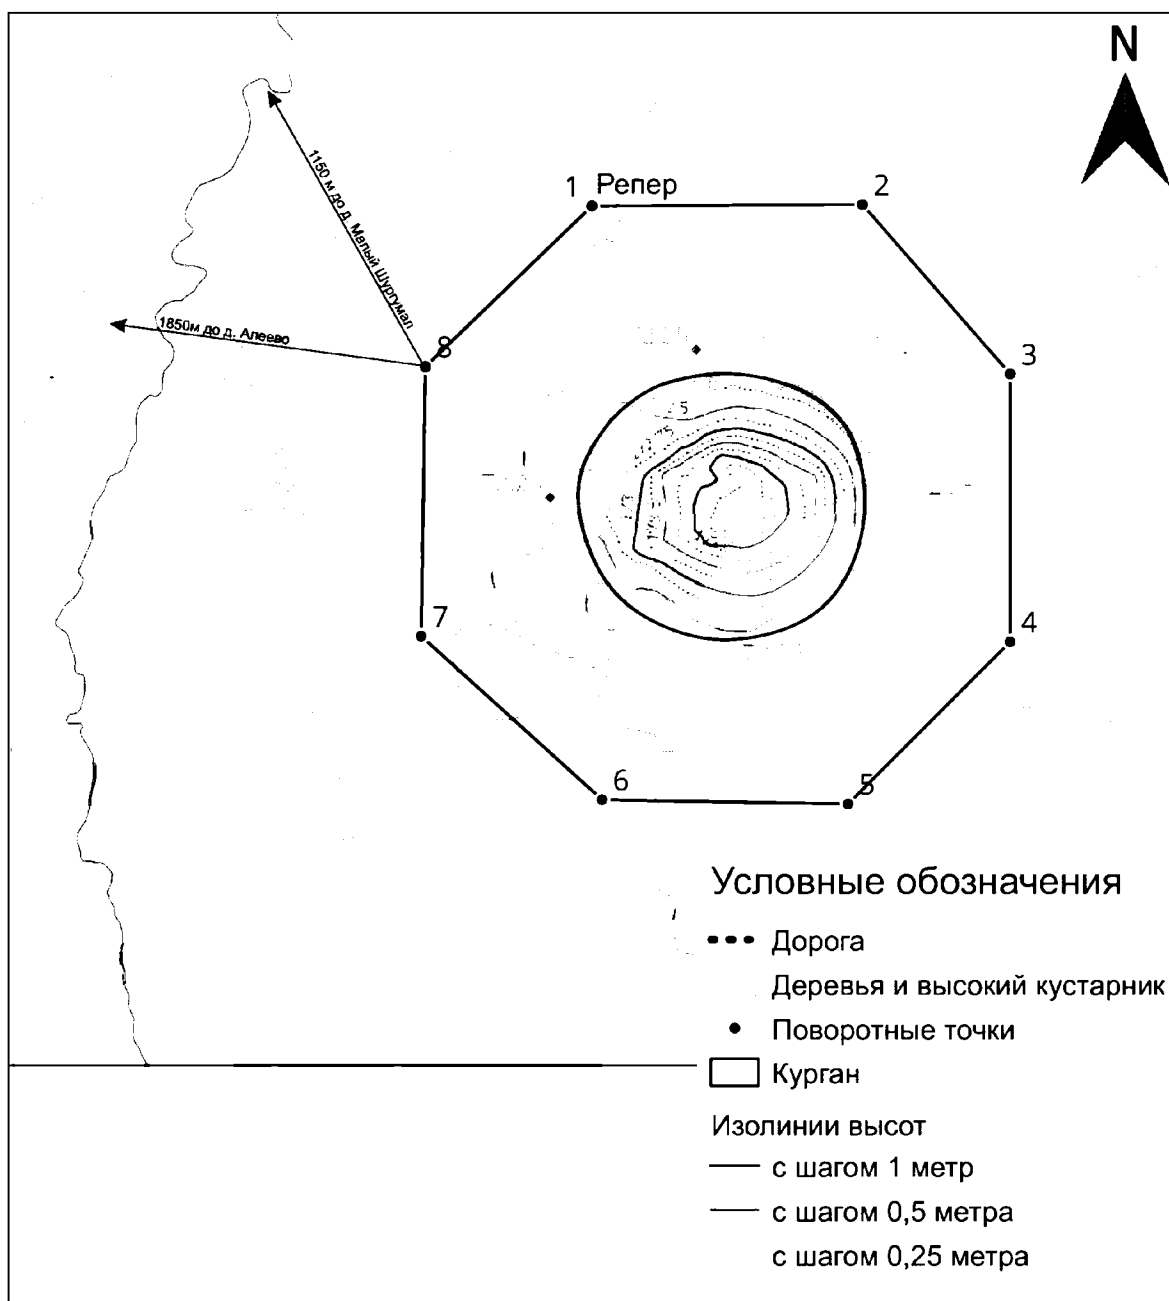 N
1 Репер
2
1150 м до д. Малый Шургумал
1850м до д. Алеево
8
3
5
7
4
6
5
Условные обозначения
Дорога
Деревья и высокий кустарник
Поворотные точки
Курган
Изолинии высот
с шагом 1 метр
с шагом 0,5 метра
с шагом 0,25 метра